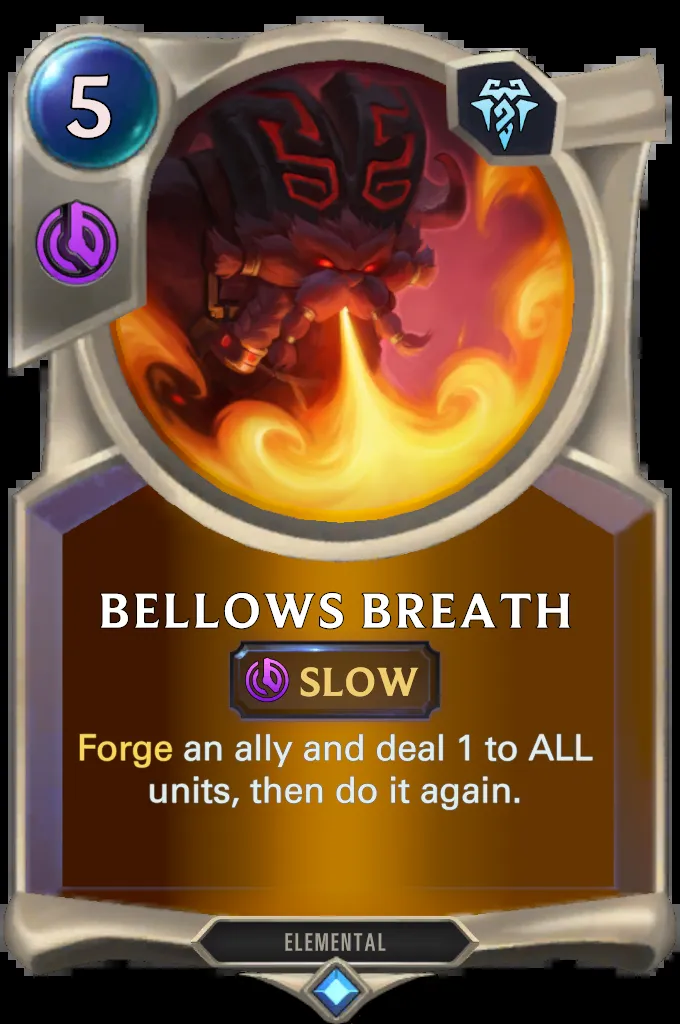 5
BELLOWS BREATH
SLOW
Forge an ally and deal 1 to ALL
units, then do it again.
ELEMENTAL